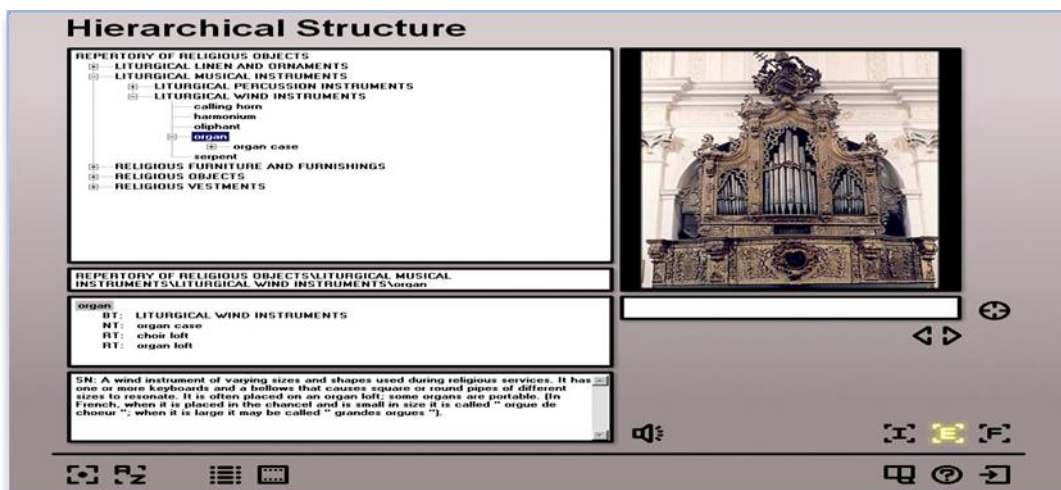 Hierarchical Structure
REPERTORY OF RELIGIOUS OBJECTS
LITURGICAL LINEN AND ORNAMENTS
LITURGICAL MUSICAL INSTRUMENTS
LITURGICAL PERCUSSION INSTRUMENTS
LITURGICAL WIND INSTRUMENTS
calling horn
harmonium
oliphant
organ
organ case
serpent
RELIGIOUS FURNITURE AND FURNISHINGS
RELIGIOUS OBJECTS
RELIGIOUS VESTMENTS
REPERTORY OF RELIGIOUS OBJECTS\LITURGICAL MUSICAL
INSTRUMENTS\LITURGICAL WIND INSTRUMENTS\organ
organ
BT: LITURGICAL WIND INSTRUMENTS
NT: organ case
RT: choir loft
RT: organ loft
SN: A wind instrument of varying sizes and shapes used during religious services. It has
one or more keyboards and a bellows that causes square or round pipes of different
sizes to resonate. It is often placed on an organ loft; some organs are portable. [In
French, when it is placed in the chancel and is small in size it is called " orgue de
choeur "; when it is large it may be called " grandes orgues "].
[I] [E] [F]
A Z